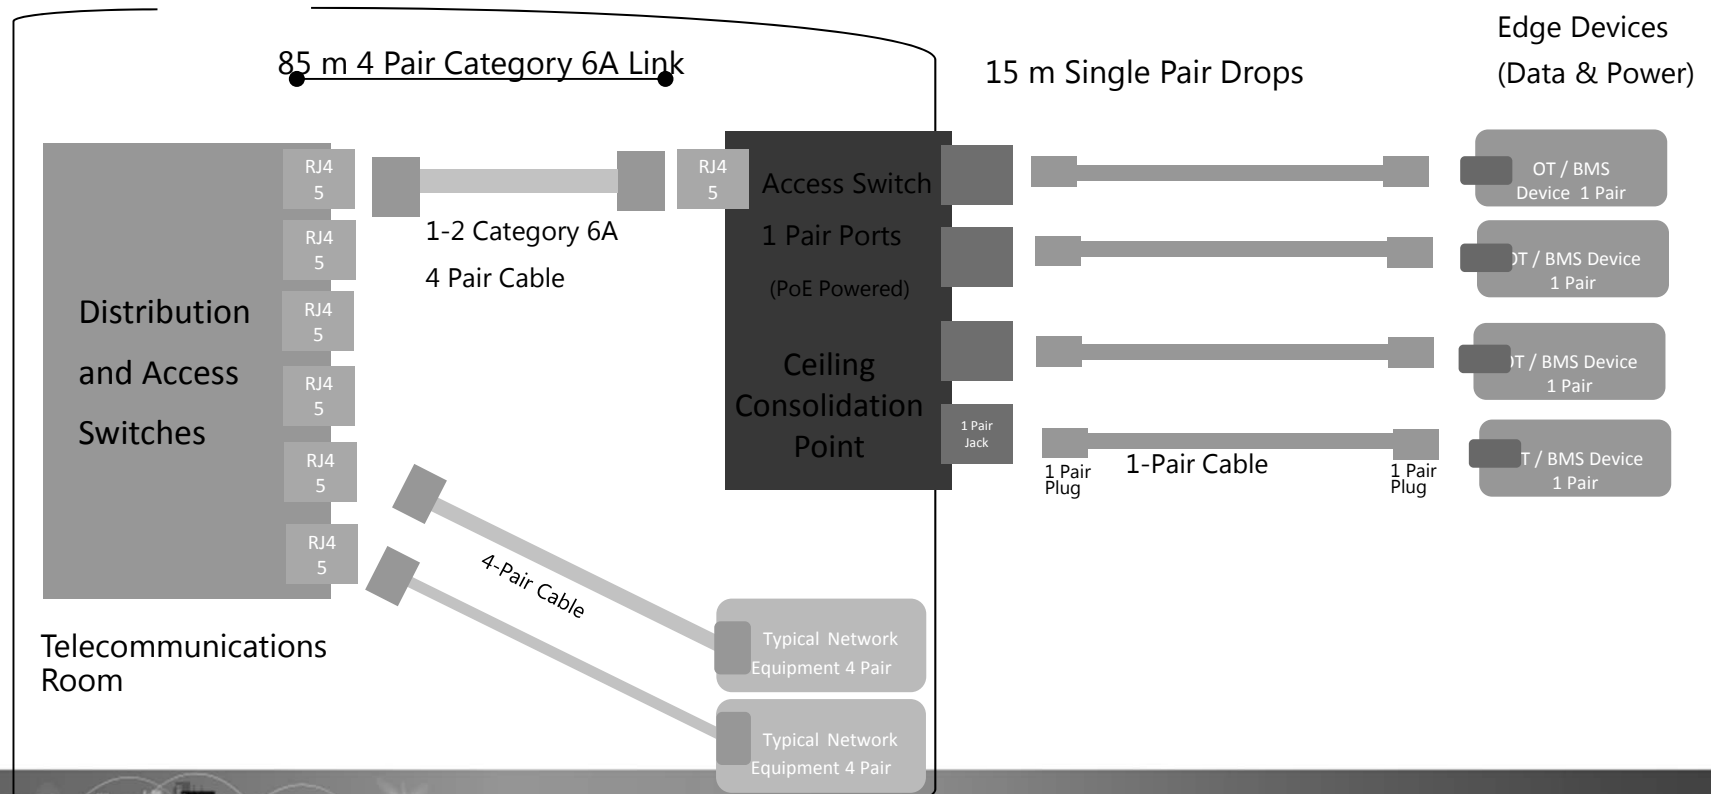 85 m 4 Pair Category 6A Link
15 m Single Pair Drops
Edge Devices
(Data & Power)
RJ4
5
RJ4
5
RJ4
5
RJ4
5
RJ4
5
RJ4
5
Distribution
and Access
Switches
Telecommunications
Room
1-2 Category 6A
4 Pair Cable
RJ4
5
Access Switch
1 Pair Ports
(PoE Powered)
Ceiling
Consolidation
Point
1 Pair
Jack
1 Pair
Plug
1-Pair Cable
1 Pair
Plug
OT / BMS
Device 1 Pair
OT / BMS Device
1 Pair
OT / BMS Device
1 Pair
T / BMS Device
1 Pair
4-Pair Cable
Typical Network
Equipment 4 Pair
Typical Network
Equipment 4 Pair